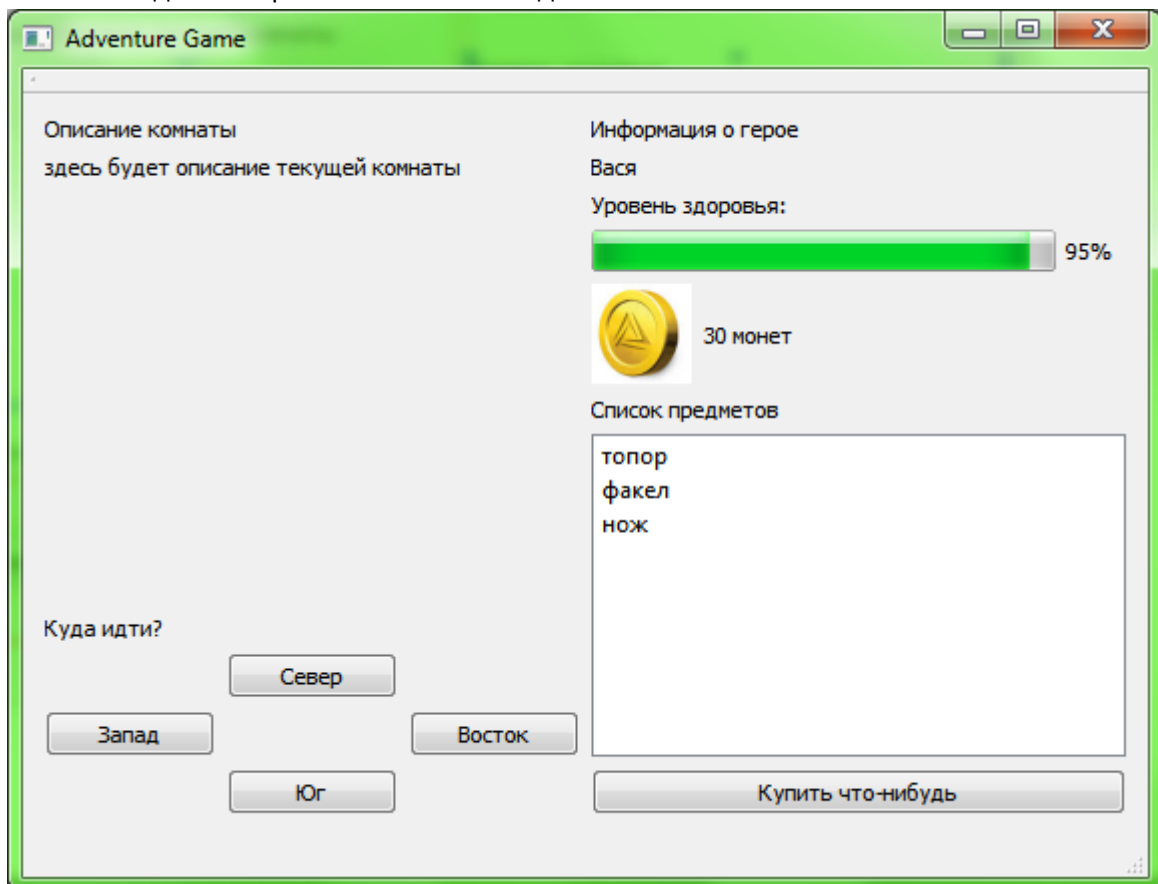 Adventure Game
Описание комнаты
здесь будет описание текущей комнаты
Куда идти?
Север
Запад
Восток
Юг
Информация о герое
Вася
Уровень здоровья:
95%
30 монет
Список предметов
топор
факел
нож
Купить что-нибудь